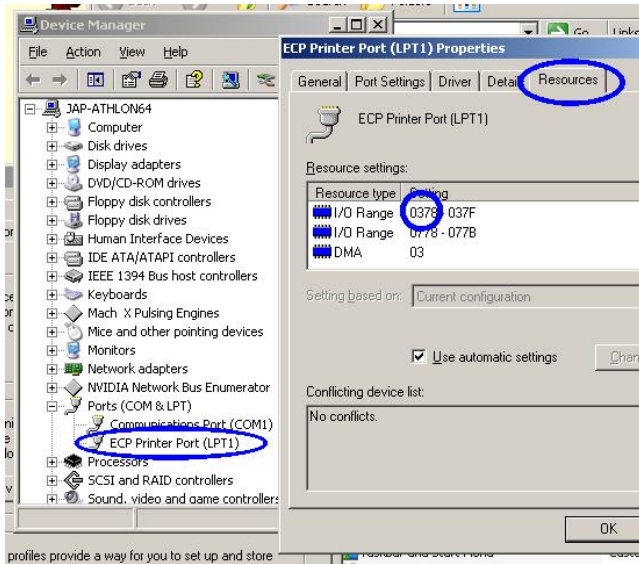 Device Manager
File Action View Help
JAP-ATHLON64
Computer
Disk drives
Display adapters
DVD/CD-ROM drives
Floppy disk controllers
Floppy disk drives
Human Interface Devices
IDE ATA/ATAPI controllers
IEEE 1394 Bus host controllers
Keyboards
Mach X Pulsing Engines
Mice and other pointing devices
Monitors
Network adapters
NVIDIA Network Bus Enumerator
Ports (COM & LPT)
Communications Port (COM1)
ECP Printer Port (LPT1)
Processors
SCSI and RAID controllers
Sound, video and game controllers
profiles provide a way for you to set up and store
Folders
Go Links
ECP Printer Port (LPT1) Properties
General Port Settings Driver Details Resources
ECP Printer Port (LPT1)
Resource settings:
Resource type Setting
I/O Range 0378 - 037F
I/O Range 0778 - 077B
DMA 03
Setting based on: Current configuration
Use automatic settings
Conflicting device list:
No conflicts.
OK